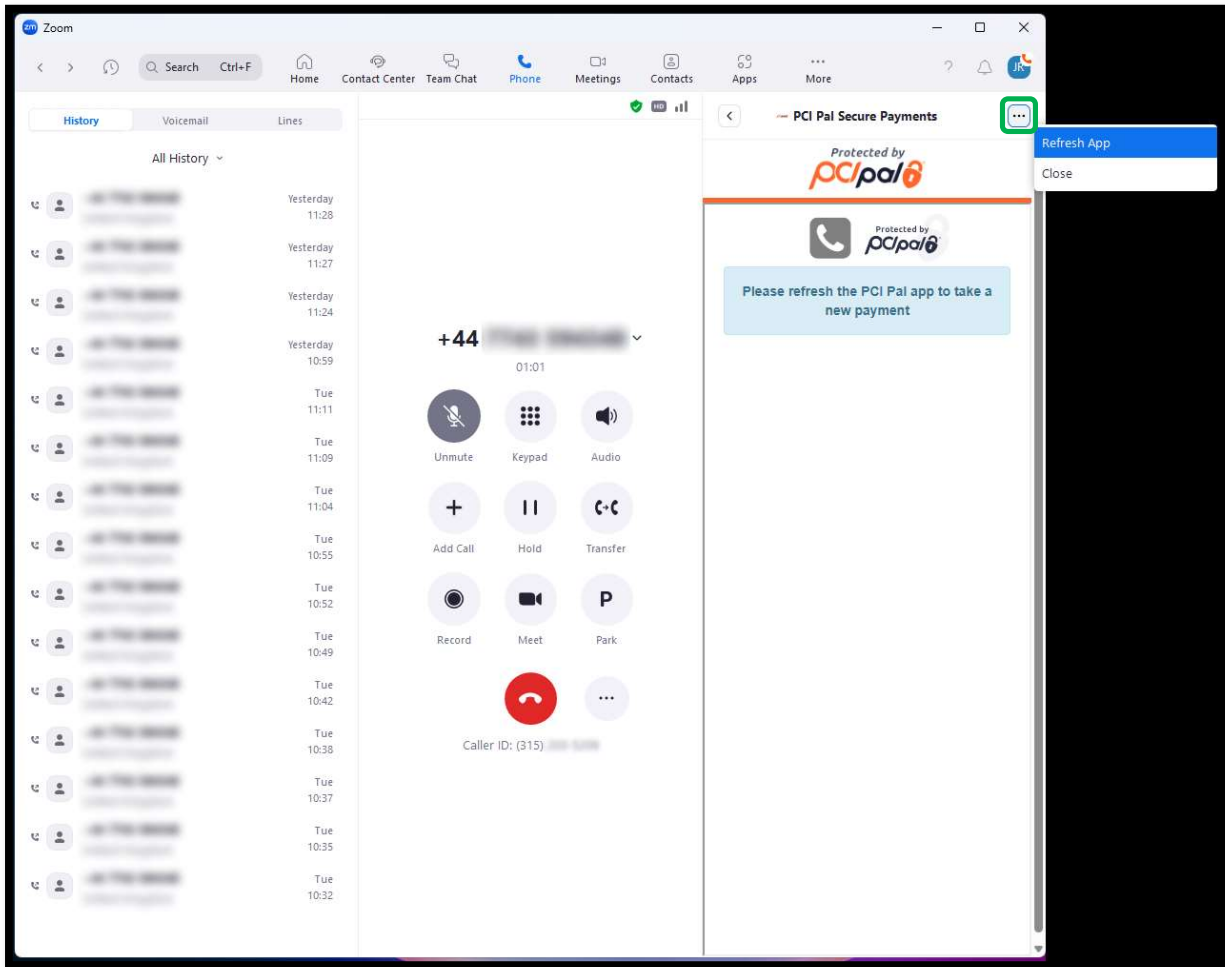 Zoom
Search Ctrl+F
Home
Contact Center
Team Chat
Phone
Meetings
Contacts
Apps
More
JK
History
Voicemail
Lines
All History
Yesterday
11:28
Yesterday
11:27
Yesterday
11:24
Yesterday
10:59
Tue
11:11
Tue
11:09
Tue
11:04
Tue
10:55
Tue
10:52
Tue
10:49
Tue
10:42
Tue
10:38
Tue
10:37
Tue
10:35
Tue
10:32
HD
+44
01:01
Unmute
Keypad
Audio
Add Call
Hold
Transfer
Record
Meet
P
Park
Caller ID: (315)
PCI Pal Secure Payments
Refresh App
Close
Protected by
pcipal
Protected by
pcipal
Please refresh the PCI Pal app to take a
new payment